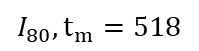 I₈₀, tₘ = 518